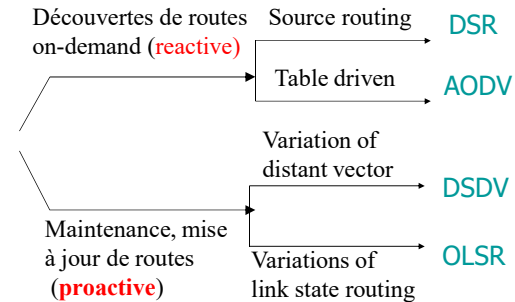 Découvertes de routes
on-demand (reactive)
Source routing
DSR
Table driven
AODV
Variation of
distant vector
DSDV
Maintenance, mise
à jour de routes
(proactive)
Variations of
link state routing
OLSR